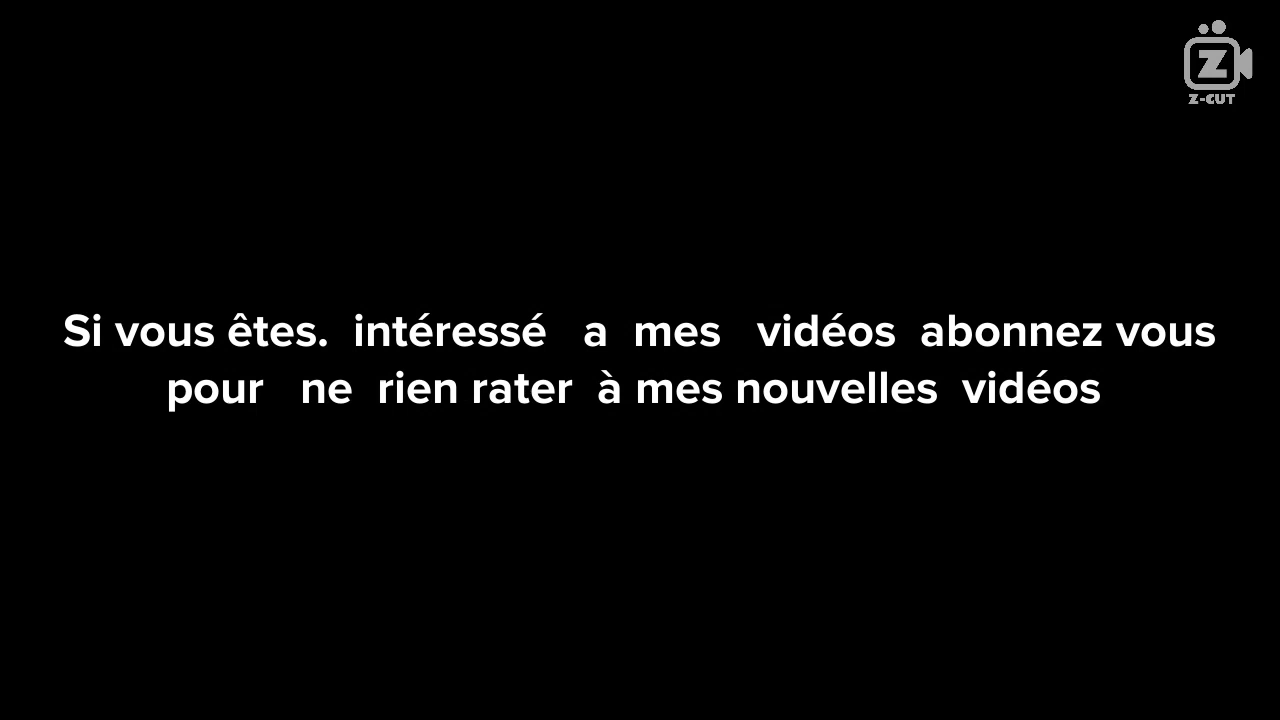 Z
Z-CUT
Si vous êtes. intéressé a mes vidéos abonnez vous
pour ne rien rater à mes nouvelles vidéos